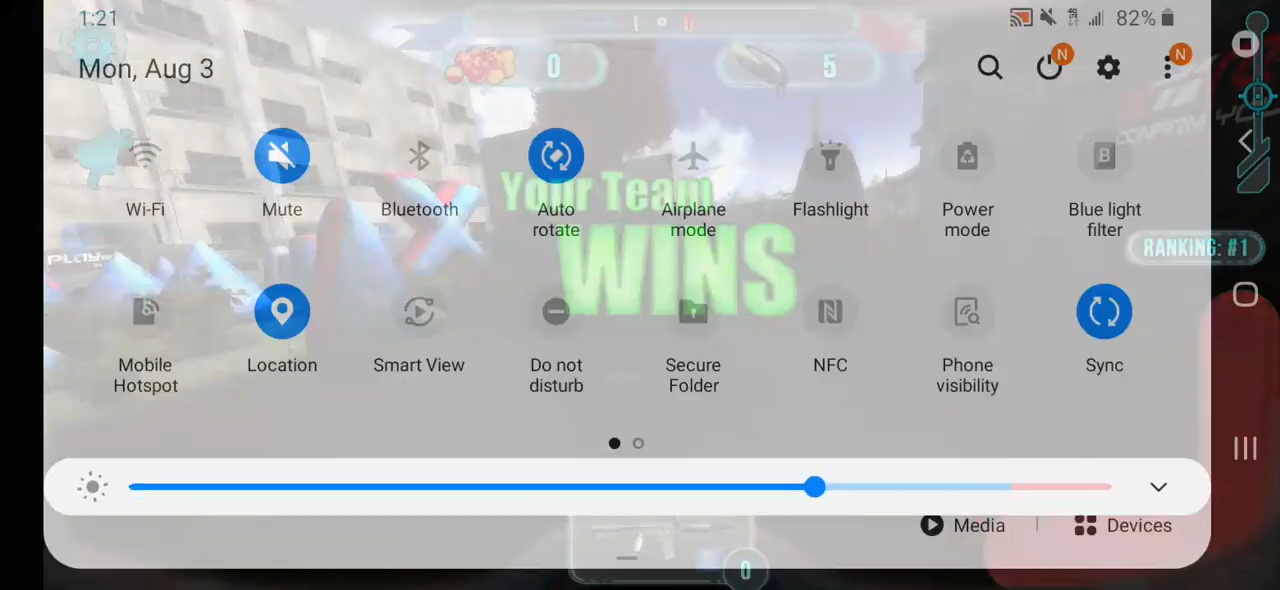 1:21
82%
Mon, Aug 3
0
5
N
N
Wi-Fi
Mute
Bluetooth
Auto
rotate
Airplane
mode
Flashlight
Power
mode
B
Blue light
filter
Your Team
WINS
RANKING: #1
Mobile
Hotspot
Location
Smart View
Do not
disturb
Secure
Folder
NFC
Phone
visibility
Sync
Media
Devices
0